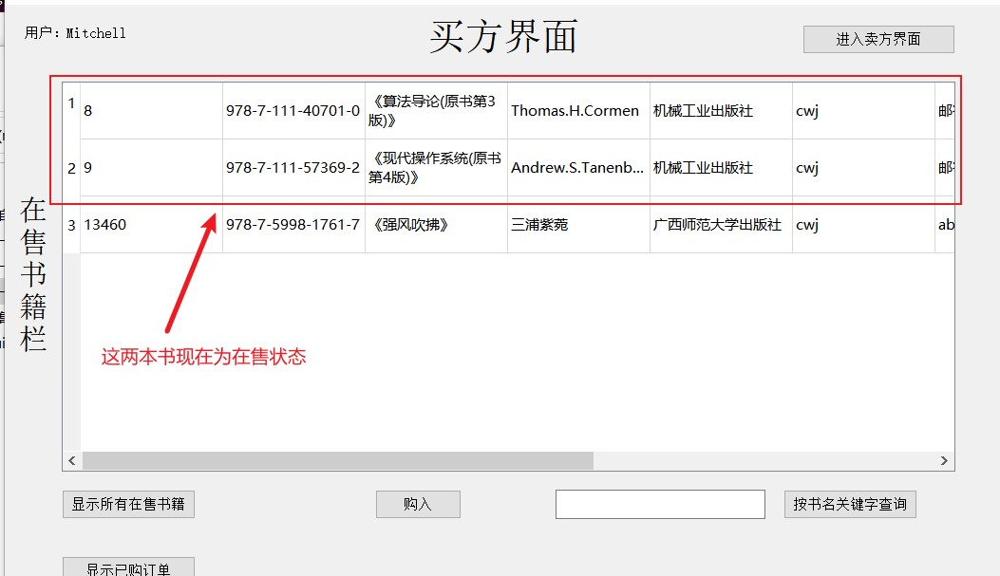 用户：Mitchell
买方界面
进入卖方界面
1 8 978-7-111-40701-0 《算法导论(原书第3版)》 Thomas.H.Cormen 机械工业出版社 cwj
2 9 978-7-111-57369-2 《现代操作系统(原书第4版)》 Andrew.S.Tanenb... 机械工业出版社 cwj
3 13460 978-7-5998-1761-7 《强风吹拂》 三浦紫菀 广西师范大学出版社 cwj ab
在售书籍栏
这两本书现在为在售状态
显示所有在售书籍
购入
按书名关键字查询
显示已购订单